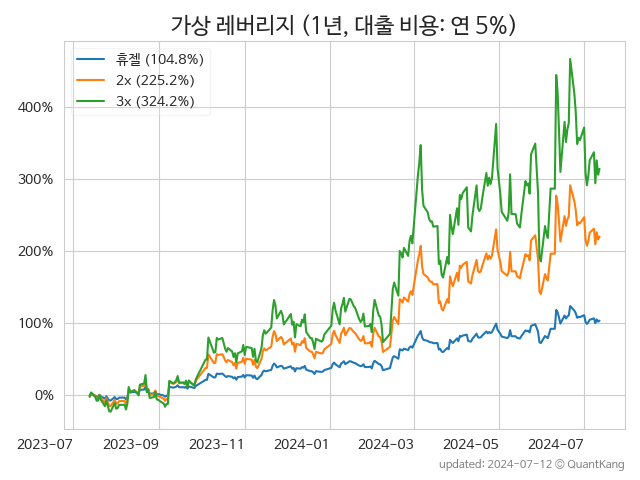 가상 레버리지 (1년, 대출 비용: 연 5%)
휴젤 (104.8%)
2x (225.2%)
3x (324.2%)
400%
300%
200%
100%
0%
2023-07 2023-09 2023-11 2024-01 2024-03 2024-05 2024-07
updated: 2024-07-12 © QuantKang